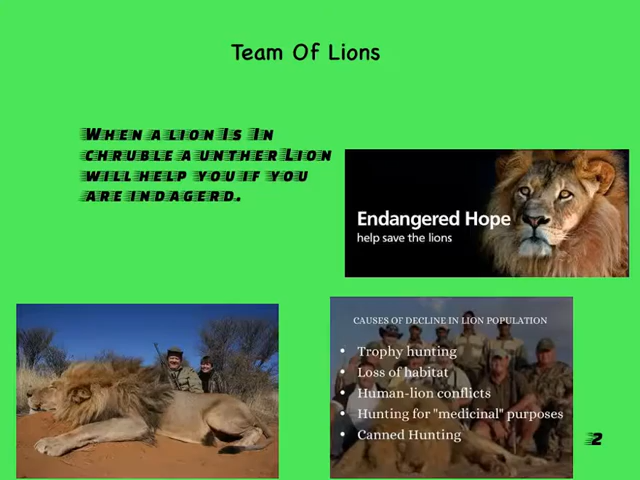 Team Of Lions
When a lion Is In
chruble a unther Lion
will help you if you
are indagerd.
Endangered Hope
help save the lions
CAUSES OF DECLINE IN LION POPULATION
• Trophy hunting
• Loss of habitat
• Human-lion conflicts
• Hunting for "medicinal" purposes
• Canned Hunting
2